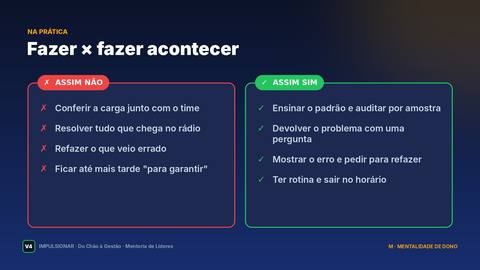 NA PRÁTICA
Fazer × fazer acontecer
✗ ASSIM NÃO
✗ Conferir a carga junto com o time
✗ Resolver tudo que chega no rádio
✗ Refazer o que veio errado
✗ Ficar até mais tarde "para garantir"
✓ ASSIM SIM
✓ Ensinar o padrão e auditar por amostra
✓ Devolver o problema com uma
pergunta
✓ Mostrar o erro e pedir para refazer
✓ Ter rotina e sair no horário
V4 IMPULSIONAR · Do Chão à Gestão · Mentoria de Líderes
M · MENTALIDADE DE DONO